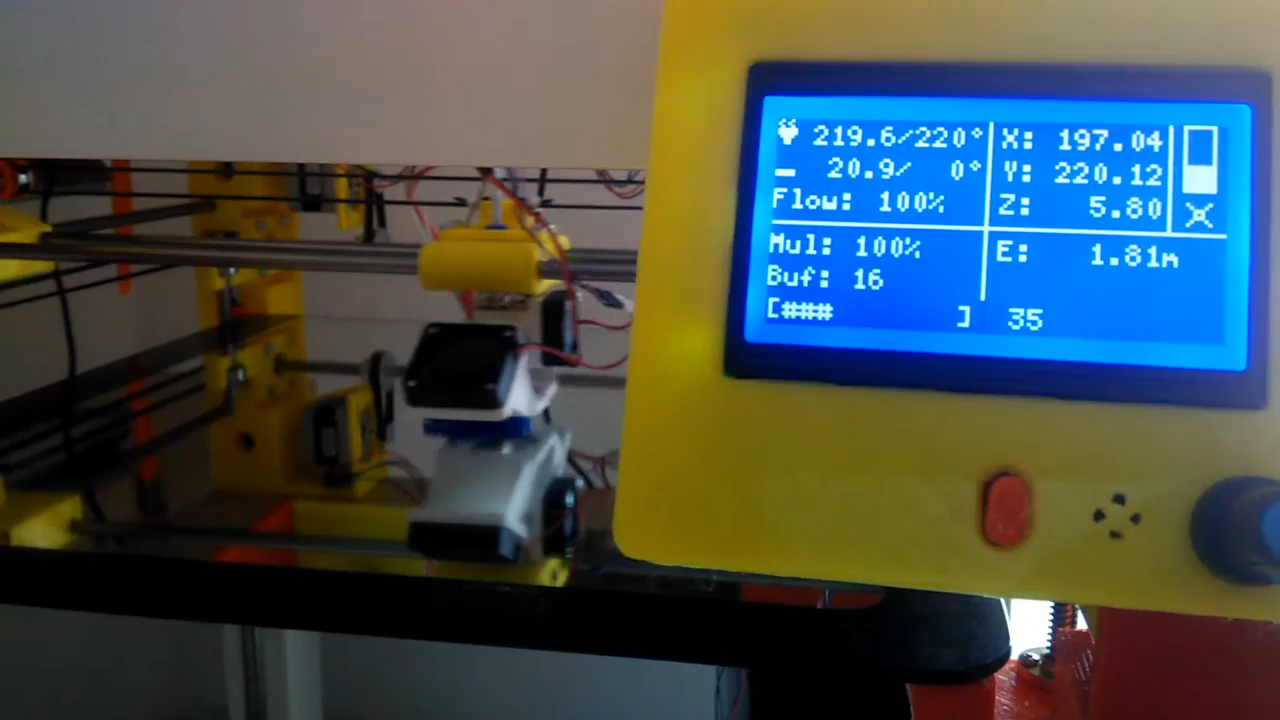 219.6/220° X: 197.04
20.9/ 0° Y: 220.12
Flow: 100% Z: 5.80
Mul: 100% E: 1.81m
Buf: 16
[### ] 35